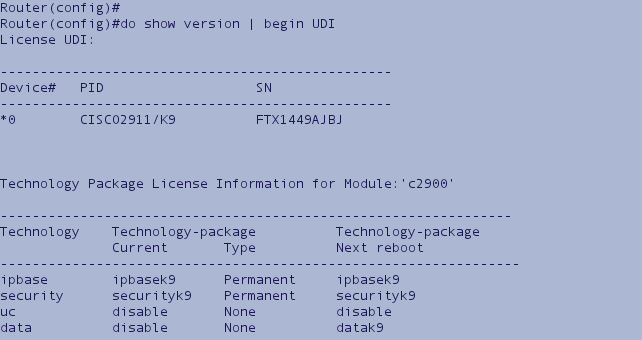 Router(config)#
Router(config)#do show version | begin UDI
License UDI:
-------------------------------------------------
Device#   PID                   SN
-------------------------------------------------
*0        CISCO2911/K9          FTX1449AJBJ
Technology Package License Information for Module:'c2900'
----------------------------------------------------------------
Technology    Technology-package          Technology-package
              Current       Type          Next reboot
-----------------------------------------------------------------
ipbase        ipbasek9      Permanent     ipbasek9
security      securityk9    Permanent     securityk9
uc            disable       None          disable
data          disable       None          datak9